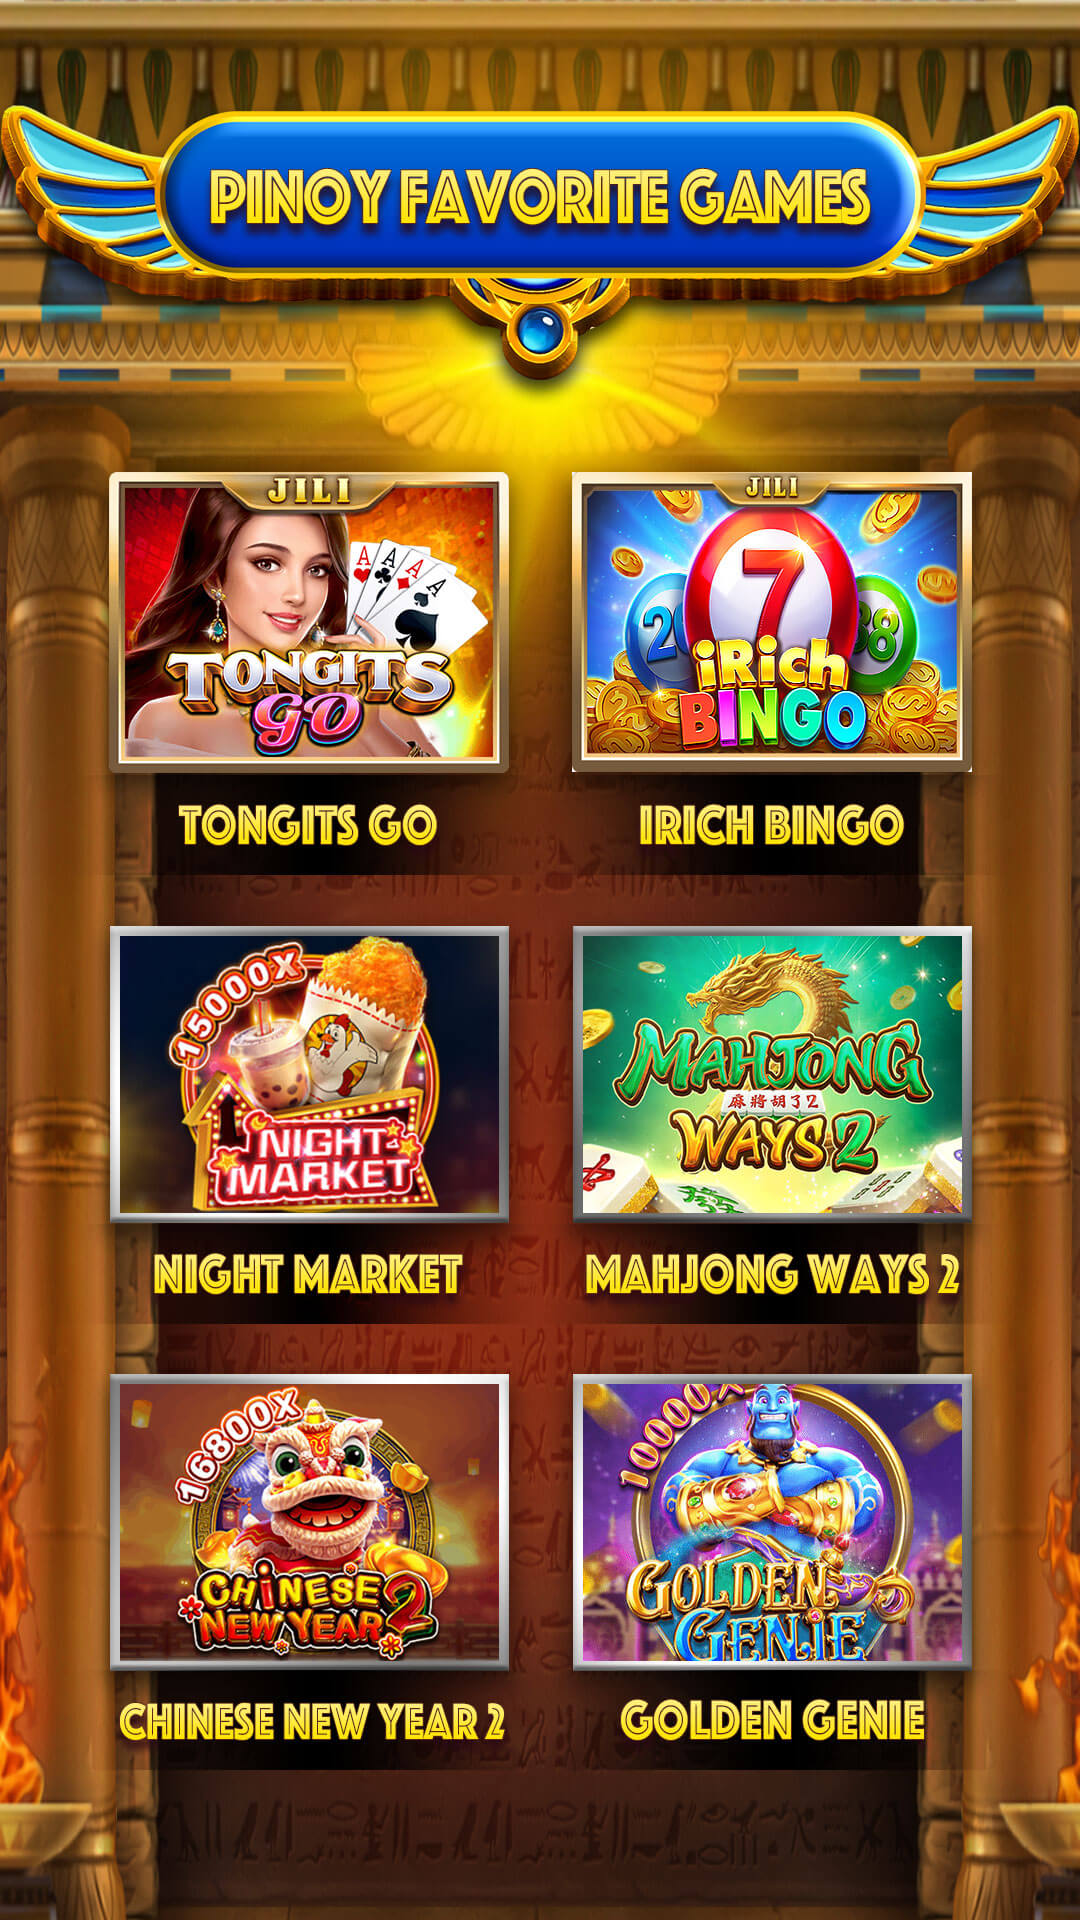 PINOY FAVORITE GAMES
JILI
A A A A
TONGITS
GO
JILI
7
20
38
iRich
BINGO
TONGITS GO
IRICH BINGO
15000X
NIGHT
MARKET
MAHJONG
麻將胡了2
WAYS 2
NIGHT MARKET
MAHJONG WAYS 2
16800X
CHINESE
NEW YEAR 2
10000X
GOLDEN
GENIE
CHINESE NEW YEAR 2
GOLDEN GENIE